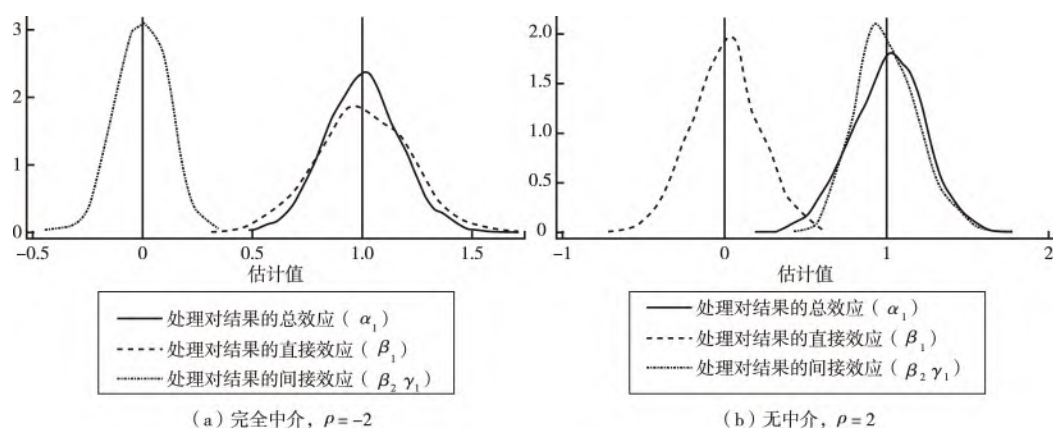 3
2
1
0
-0.5
0
0.5
1.0
1.5
估计值
处理对结果的总效应（α1）
处理对结果的直接效应（β1）
处理对结果的间接效应（β2 γ1）
（a）完全中介，ρ=-2
2.0
1.5
1.0
0.5
0
-1
0
1
2
估计值
处理对结果的总效应（α1）
处理对结果的直接效应（β1）
处理对结果的间接效应（β2 γ1）
（b）无中介，ρ=2